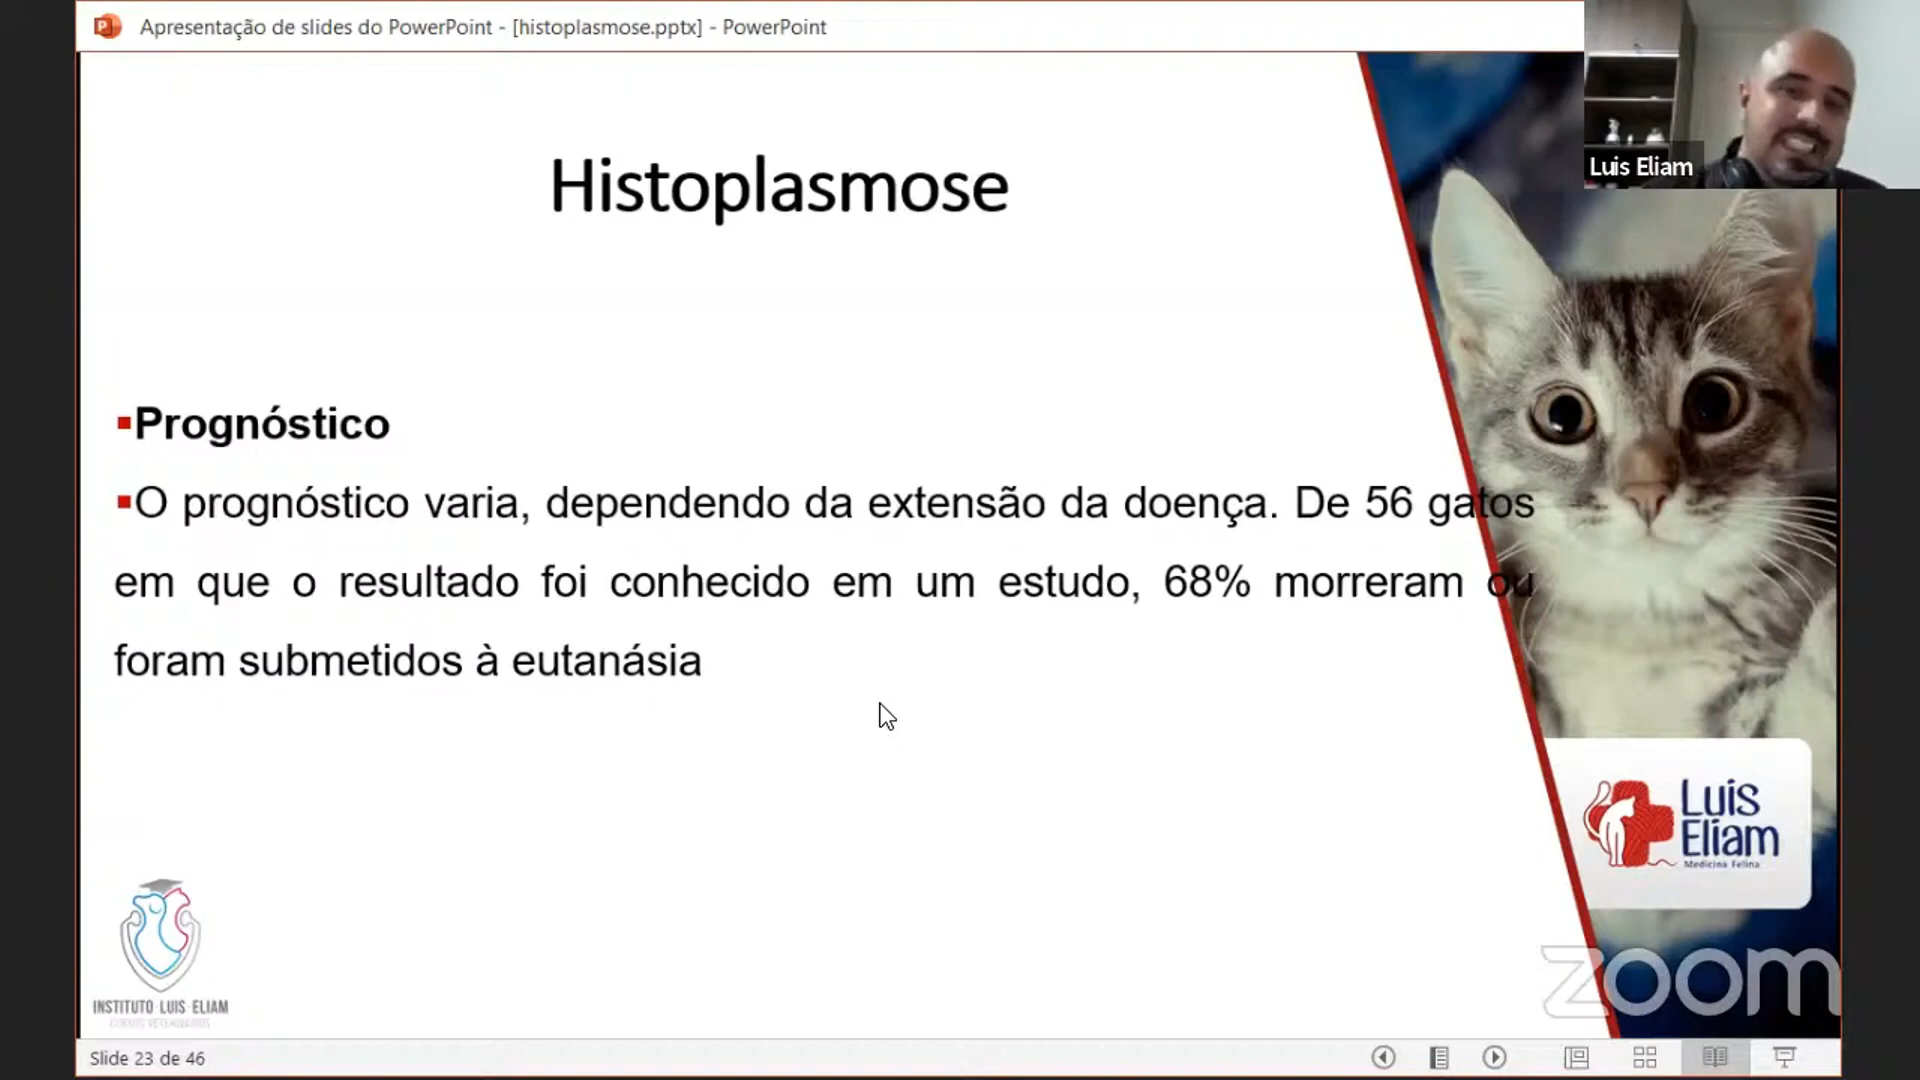 Apresentação de slides do PowerPoint - [histoplasmose.pptx] - PowerPoint
Luis Eliam
Histoplasmose
▪Prognóstico
▪O prognóstico varia, dependendo da extensão da doença. De 56 gatos
em que o resultado foi conhecido em um estudo, 68% morreram ou
foram submetidos à eutanásia
Luis
Eliam
Medicina Felina
INSTITUTO LUIS ELIAM
CURSOS VETERINÁRIOS
zoom
Slide 23 de 46